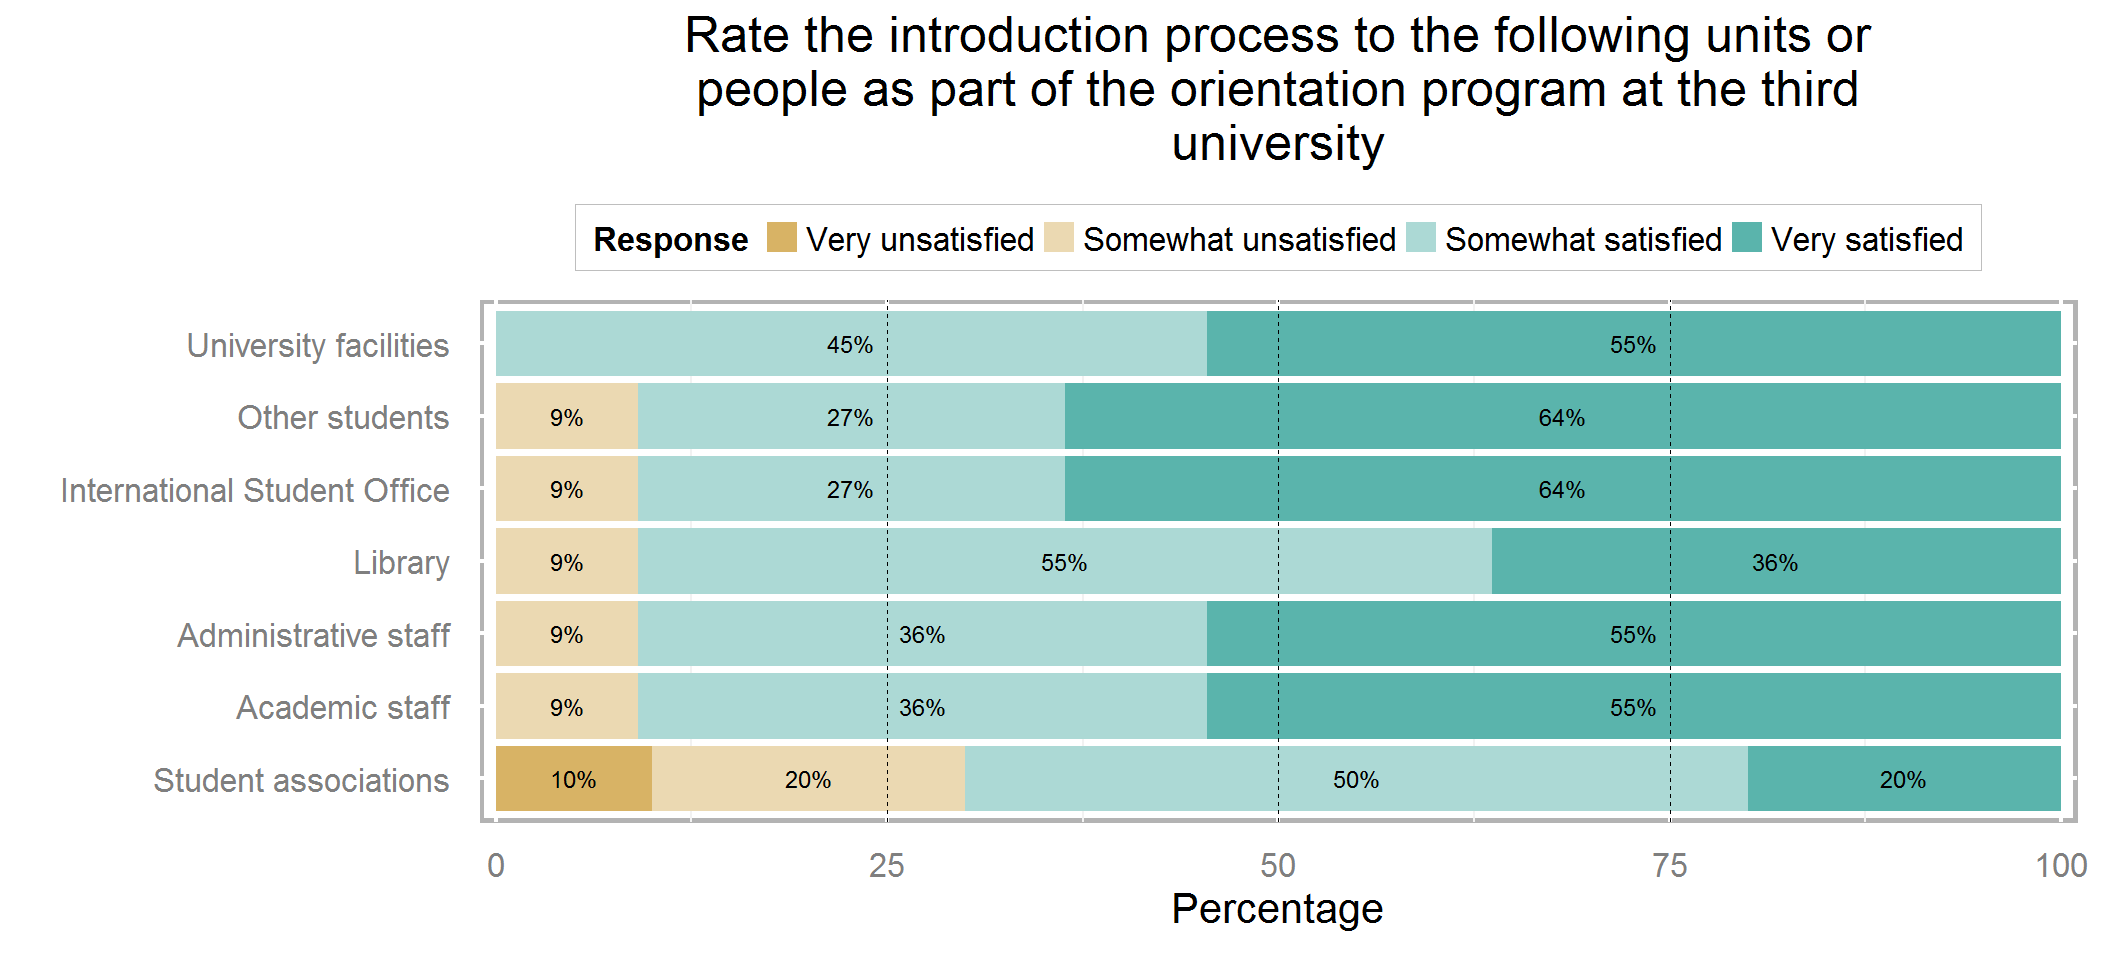 Rate the introduction process to the following units or
people as part of the orientation program at the third
university
Response Very unsatisfied Somewhat unsatisfied Somewhat satisfied Very satisfied
University facilities 45% 55%
Other students 9% 27% 64%
International Student Office 9% 27% 64%
Library 9% 55% 36%
Administrative staff 9% 36% 55%
Academic staff 9% 36% 55%
Student associations 10% 20% 50% 20%
0 25 50 75 100
Percentage